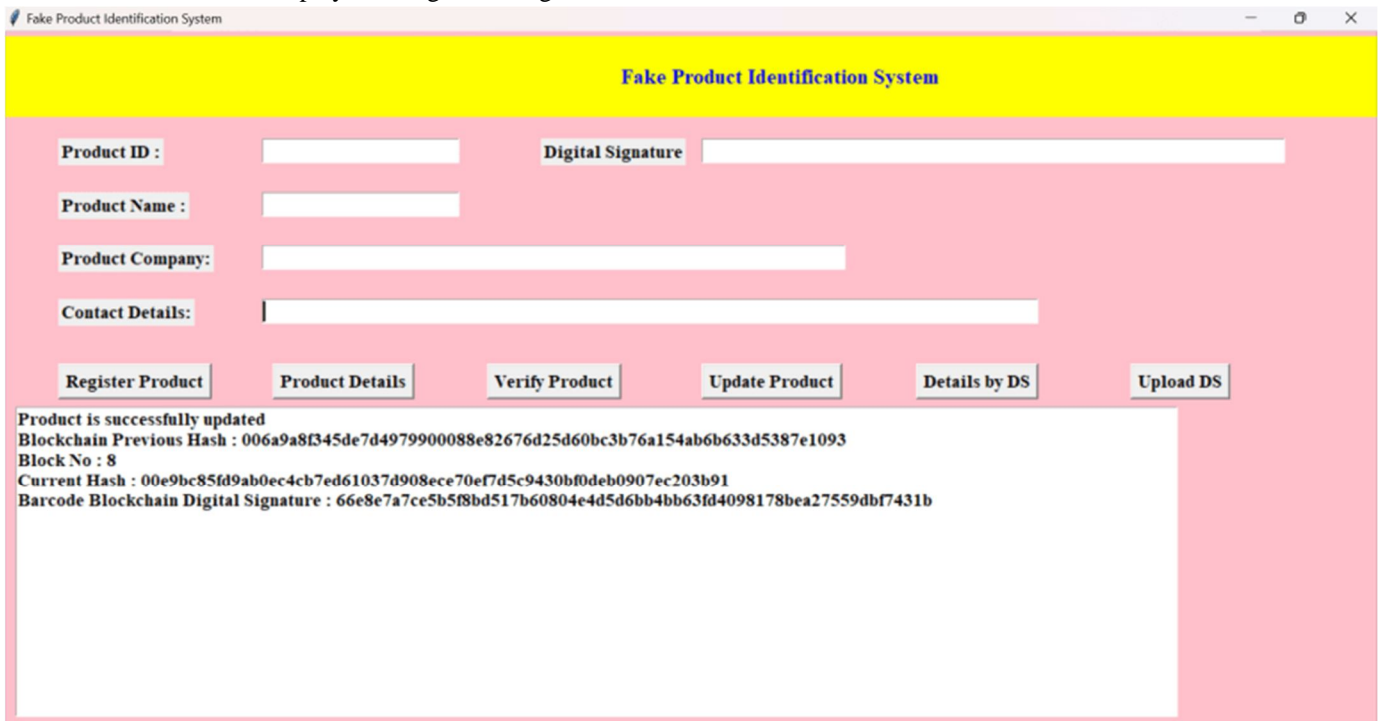 Fake Product Identification System
Fake Product Identification System
Product ID :
Digital Signature
Product Name :
Product Company:
Contact Details:
Register Product
Product Details
Verify Product
Update Product
Details by DS
Upload DS
Product is successfully updated
Blockchain Previous Hash : 006a9a8f345de7d4979900088e82676d25d60bc3b76a154ab6b633d5387e1093
Block No : 8
Current Hash : 00e9bc85fd9ab0ec4cb7ed61037d908ece70ef7d5c9430bf0deb0907ec203b91
Barcode Blockchain Digital Signature : 66e8e7a7ce5b5f8bd517b60804e4d5d6bb4bb63fd4098178bea27559dbf7431b